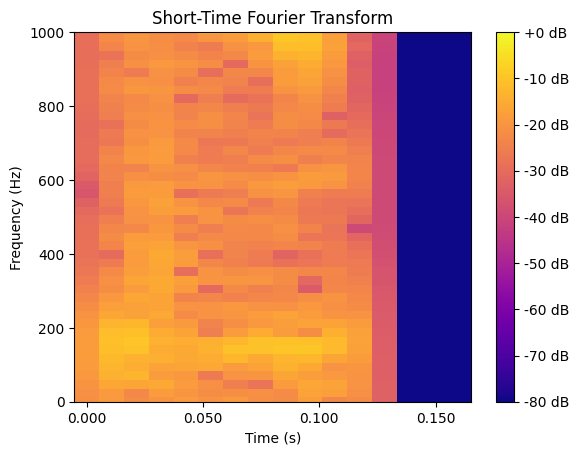 Short-Time Fourier Transform
1000
800
600
400
200
0
Frequency (Hz)
0.000
0.050
0.100
0.150
Time (s)
+0 dB
-10 dB
-20 dB
-30 dB
-40 dB
-50 dB
-60 dB
-70 dB
-80 dB